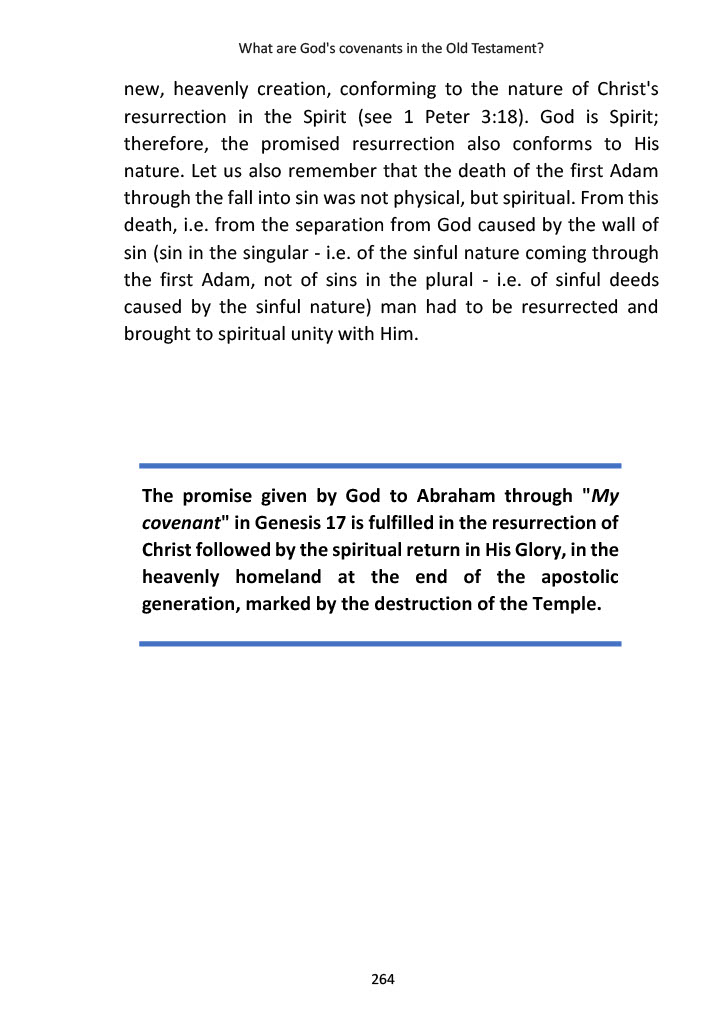 What are God's covenants in the Old Testament?
new, heavenly creation, conforming to the nature of Christ's
resurrection in the Spirit (see 1 Peter 3:18). God is Spirit;
therefore, the promised resurrection also conforms to His
nature. Let us also remember that the death of the first Adam
through the fall into sin was not physical, but spiritual. From this
death, i.e. from the separation from God caused by the wall of
sin (sin in the singular - i.e. of the sinful nature coming through
the first Adam, not of sins in the plural - i.e. of sinful deeds
caused by the sinful nature) man had to be resurrected and
brought to spiritual unity with Him.
The promise given by God to Abraham through "My
covenant" in Genesis 17 is fulfilled in the resurrection of
Christ followed by the spiritual return in His Glory, in the
heavenly homeland at the end of the apostolic
generation, marked by the destruction of the Temple.
264